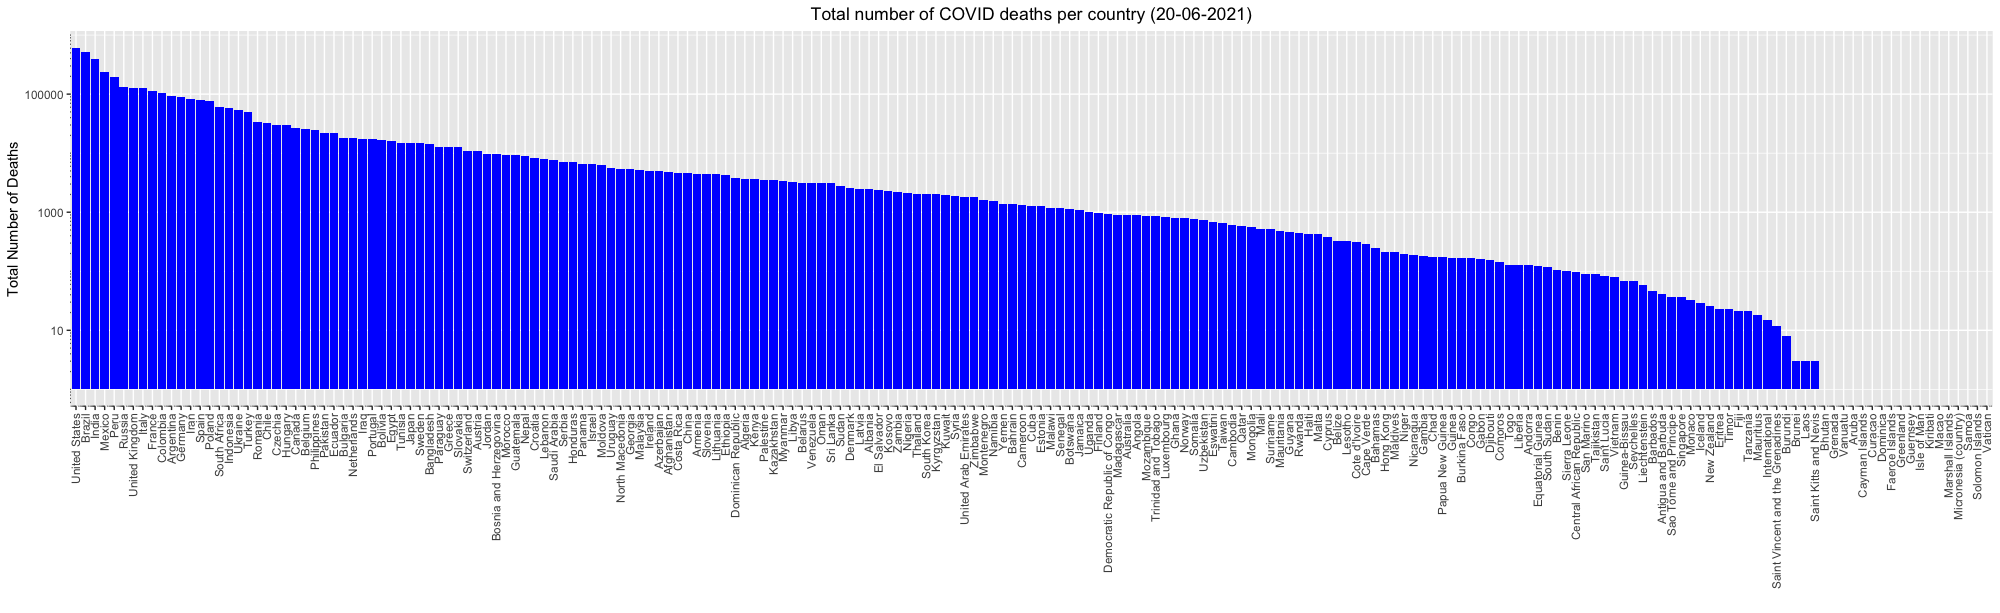 Total number of COVID deaths per country (20-06-2021)
Total Number of Deaths
100000
1000
10
United States
Brazil
India
Mexico
Peru
Russia
United Kingdom
Italy
France
Colombia
Argentina
Germany
Iran
Spain
Poland
South Africa
Indonesia
Ukraine
Turkey
Romania
Chile
Czechia
Hungary
Canada
Belgium
Philippines
Pakistan
Ecuador
Bulgaria
Netherlands
Iraq
Portugal
Bolivia
Egypt
Tunisia
Japan
Sweden
Bangladesh
Paraguay
Greece
Slovakia
Switzerland
Austria
Jordan
Bosnia and Herzegovina
Morocco
Guatemala
Nepal
Croatia
Lebanon
Saudi Arabia
Serbia
Honduras
Panama
Israel
Moldova
Uruguay
North Macedonia
Georgia
Malaysia
Ireland
Azerbaijan
Afghanistan
Costa Rica
China
Armenia
Slovenia
Lithuania
Ethiopia
Dominican Republic
Algeria
Kenya
Palestine
Kazakhstan
Myanmar
Libya
Belarus
Venezuela
Oman
Sri Lanka
Sudan
Denmark
Latvia
Albania
El Salvador
Kosovo
Zambia
Nigeria
Thailand
South Korea
Kyrgyzstan
Kuwait
Syria
United Arab Emirates
Zimbabwe
Montenegro
Namibia
Yemen
Bahrain
Cameroon
Cuba
Estonia
Malawi
Senegal
Botswana
Jamaica
Uganda
Finland
Democratic Republic of Congo
Madagascar
Australia
Angola
Mozambique
Trinidad and Tobago
Luxembourg
Ghana
Norway
Somalia
Uzbekistan
Eswatini
Taiwan
Cambodia
Qatar
Mongolia
Mali
Suriname
Mauritania
Guyana
Rwanda
Haiti
Malta
Cyprus
Belize
Lesotho
Cote d'Ivoire
Cape Verde
Bahamas
Hong Kong
Maldives
Niger
Nicaragua
Gambia
Chad
Papua New Guinea
Guinea
Burkina Faso
Congo
Gabon
Djibouti
Comoros
Togo
Liberia
Andorra
Equatorial Guinea
South Sudan
Benin
Sierra Leone
Central African Republic
San Marino
Tajikistan
Saint Lucia
Vietnam
Guinea-Bissau
Seychelles
Liechtenstein
Barbados
Antigua and Barbuda
Sao Tome and Principe
Singapore
Monaco
Iceland
New Zealand
Eritrea
Timor
Fiji
Tanzania
Mauritius
International
Saint Vincent and the Grenadines
Burundi
Brunei
Laos
Saint Kitts and Nevis
Bhutan
Grenada
Vanuatu
Aruba
Cayman Islands
Curacao
Dominica
Faeroe Islands
Greenland
Guernsey
Isle of Man
Kiribati
Macao
Marshall Islands
Micronesia (country)
Samoa
Solomon Islands
Vatican